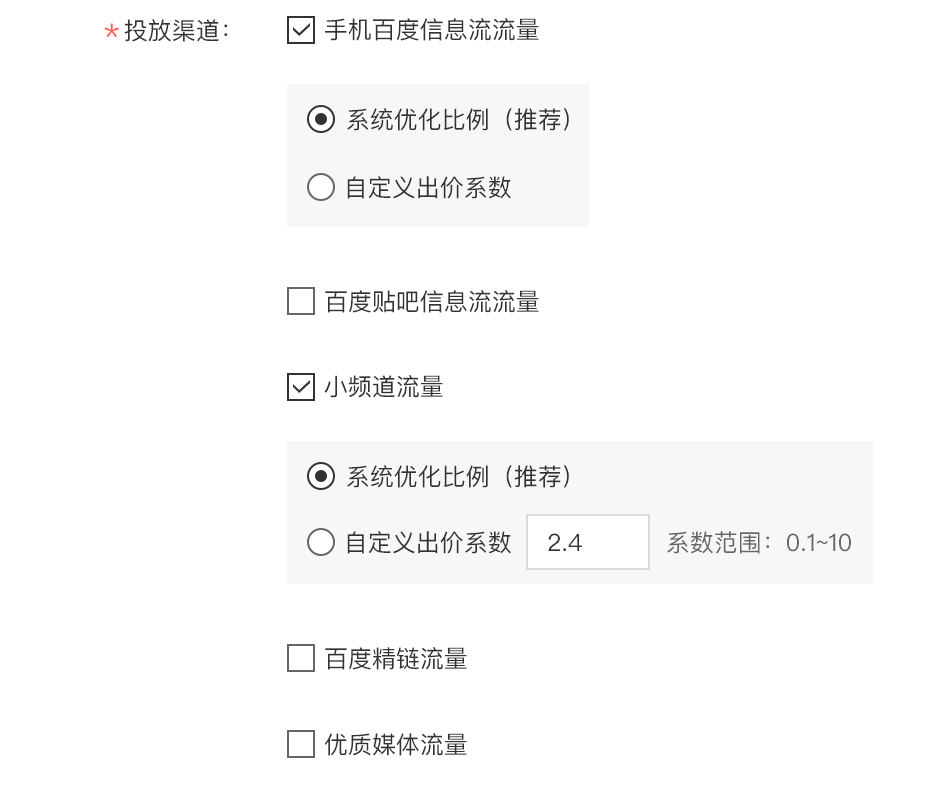 *投放渠道： 手机百度信息流流量
系统优化比例（推荐）
自定义出价系数
百度贴吧信息流流量
小频道流量
系统优化比例（推荐）
自定义出价系数 2.4 系数范围：0.1~10
百度精链流量
优质媒体流量